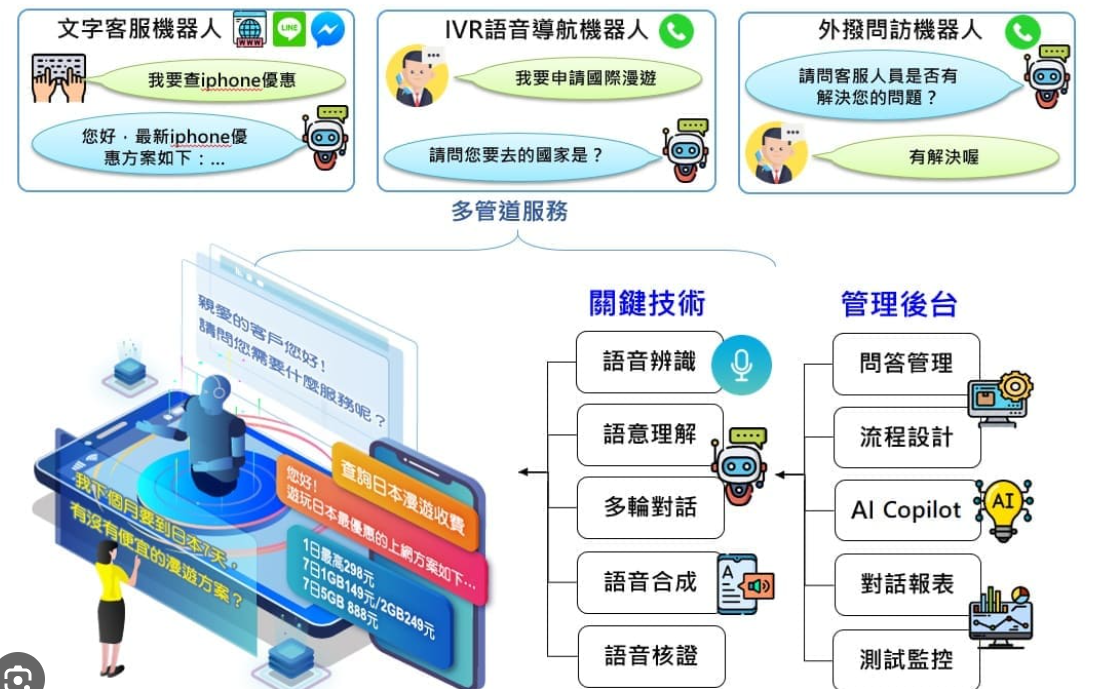 文字客服機器人
WWW
LINE
我要查iphone優惠
您好,最新iphone優
惠方案如下:...
IVR語音導航機器人
我要申請國際漫遊
請問您要去的國家是?
外撥問訪機器人
請問客服人員是否有
解決您的問題?
有解決喔
多管道服務
親愛的客戶您好!
請問您需要什麼服務呢?
我下個月要到日本7天,
有沒有便宜的漫遊方案?
查詢日本漫遊收費
您好!
遊玩日本最優惠的上網方案如下...
1日最高298元
7日1GB149元/2GB249元
7日5GB 888元
關鍵技術
語音辨識
語意理解
多輪對話
語音合成
A
語音核證
管理後台
問答管理
流程設計
AI Copilot
AI
對話報表
測試監控